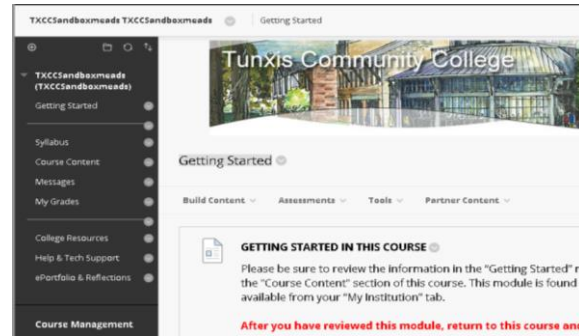 TXCCSandboxmeads TXCCSandboxmeads
Getting Started
TXCCSandboxmeads
(TXCCSandboxmeads)
Getting Started
Syllabus
Course Content
Messages
My Grades
College Resources
Help & Tech Support
ePortfolio & Reflections
Course Management
Tunxis Community College
Getting Started
Build Content
Assessments
Tools
Partner Content
GETTING STARTED IN THIS COURSE
Please be sure to review the information in the "Getting Started"
the "Course Content" section of this course. This module is found
available from your "My Institution" tab.
After you have reviewed this module, return to this course